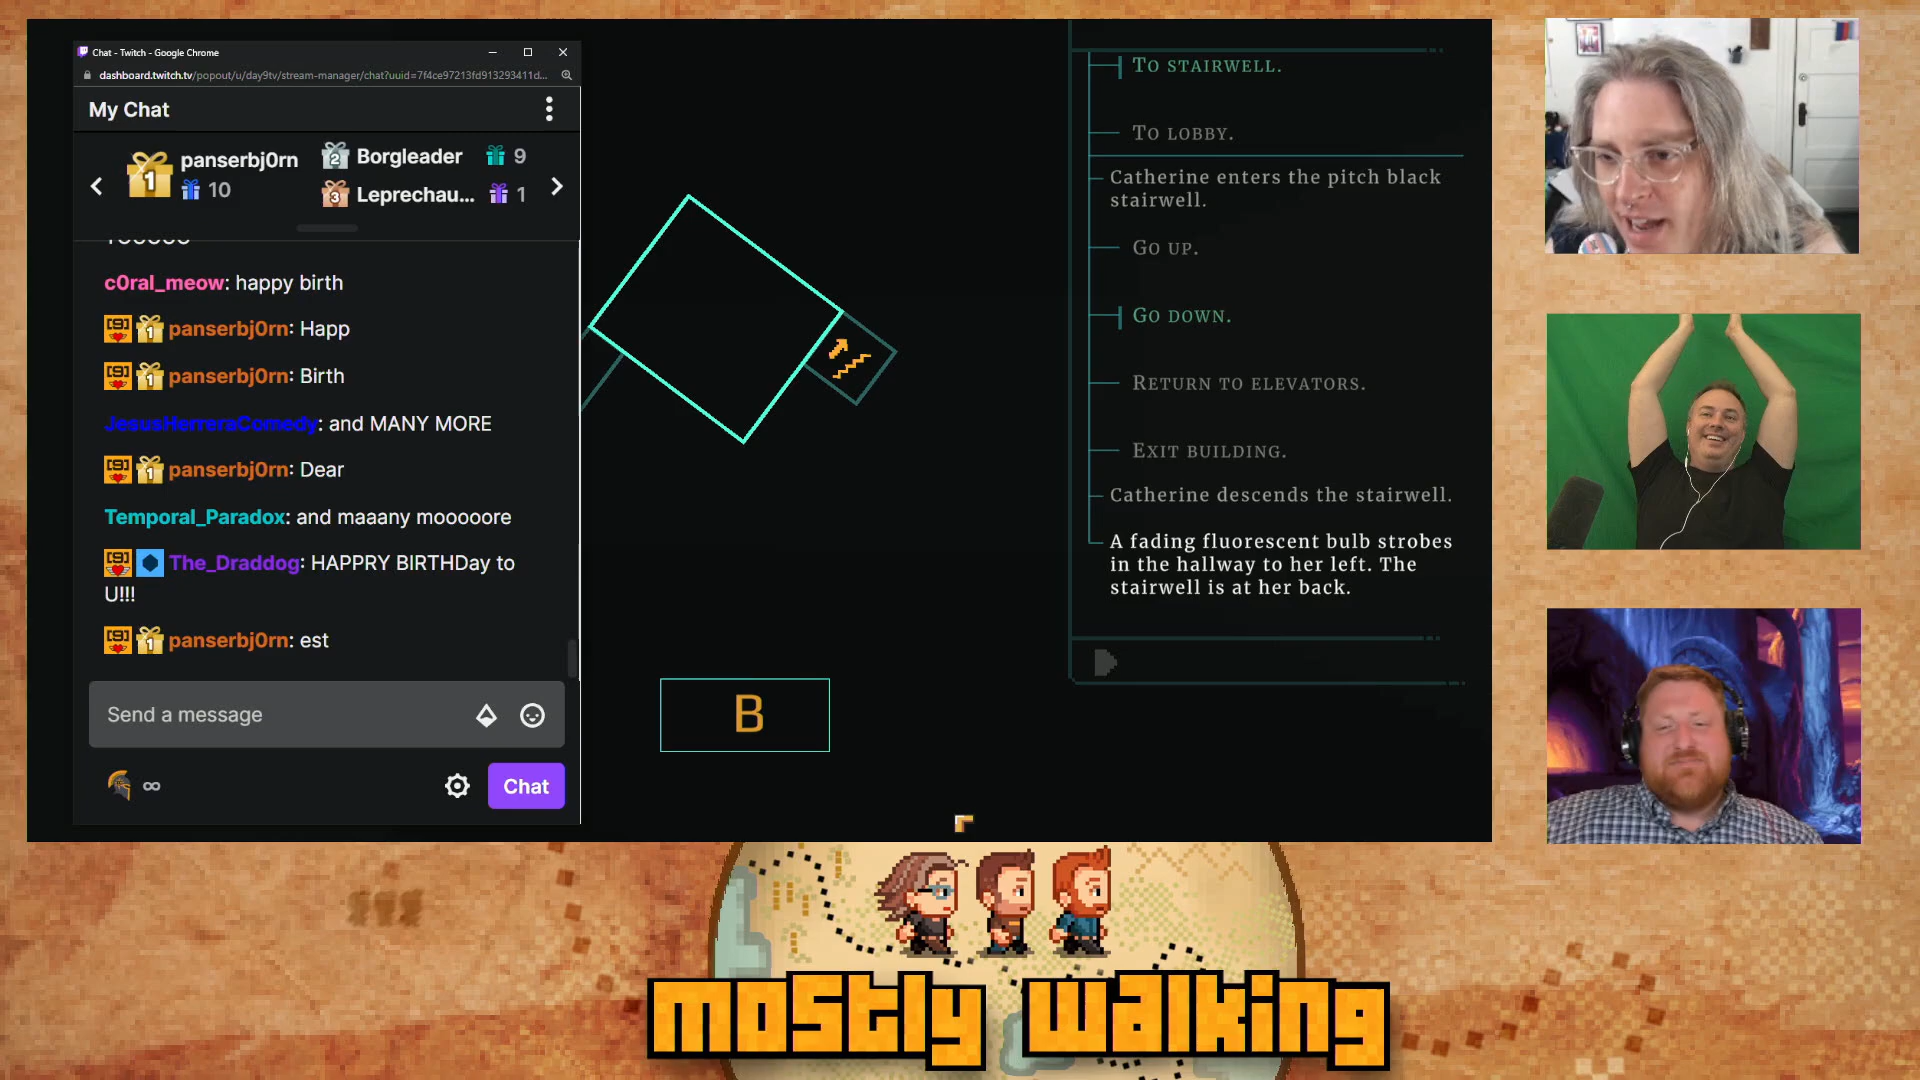 Chat - Twitch - Google Chrome
dashboard.twitch.tv/popout/u/day9tv/stream-manager/chat?uuid=7f4ce97213fd913293411d...
My Chat
1 panserbj0rn
10
2 Borgleader 9
3 Leprechau... 1
c0ral_meow: happy birth
panserbj0rn: Happ
panserbj0rn: Birth
JesusHerreraComedy: and MANY MORE
panserbj0rn: Dear
Temporal_Paradox: and maaany mooooore
The_Draddog: HAPPRY BIRTHDay to
U!!!
panserbj0rn: est
Send a message
∞
Chat
B
To stairwell.
To lobby.
Catherine enters the pitch black
stairwell.
Go up.
Go down.
Return to elevators.
Exit building.
Catherine descends the stairwell.
A fading fluorescent bulb strobes
in the hallway to her left. The
stairwell is at her back.
mostly walking